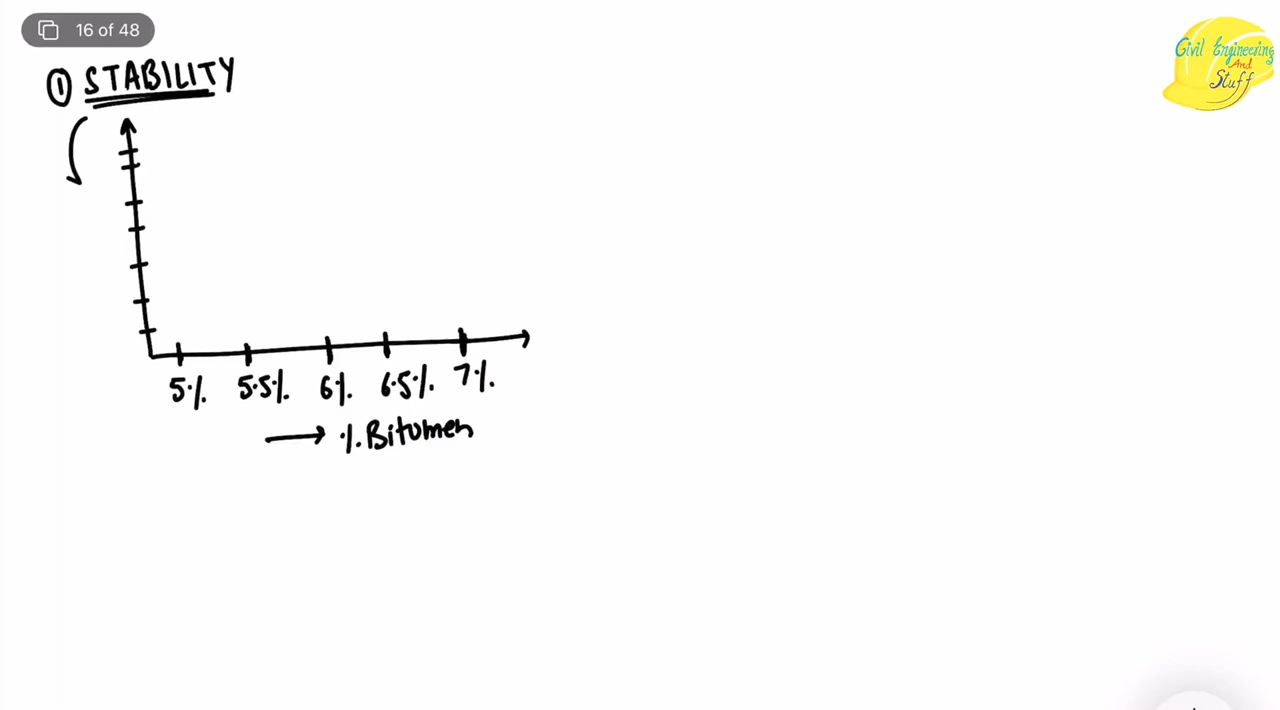 16 of 48
Civil Engineering
And
Stuff
① STABILITY
5% 5.5% 6% 6.5% 7%
→ % Bitumen